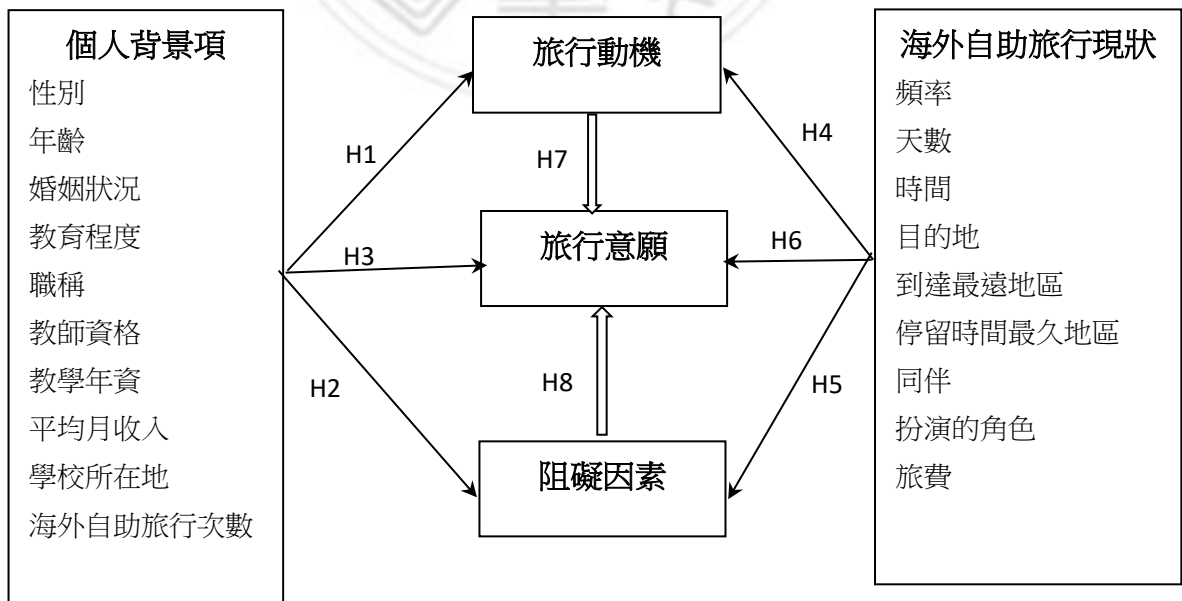 個人背景項
性別
年齡
婚姻狀況
教育程度
職稱
教師資格
教學年資
平均月收入
學校所在地
海外自助旅行次數
H1
H3
H2
旅行動機
H7
旅行意願
H8
阻礙因素
H4
H6
H5
海外自助旅行現狀
頻率
天數
時間
目的地
到達最遠地區
停留時間最久地區
同伴
扮演的角色
旅費